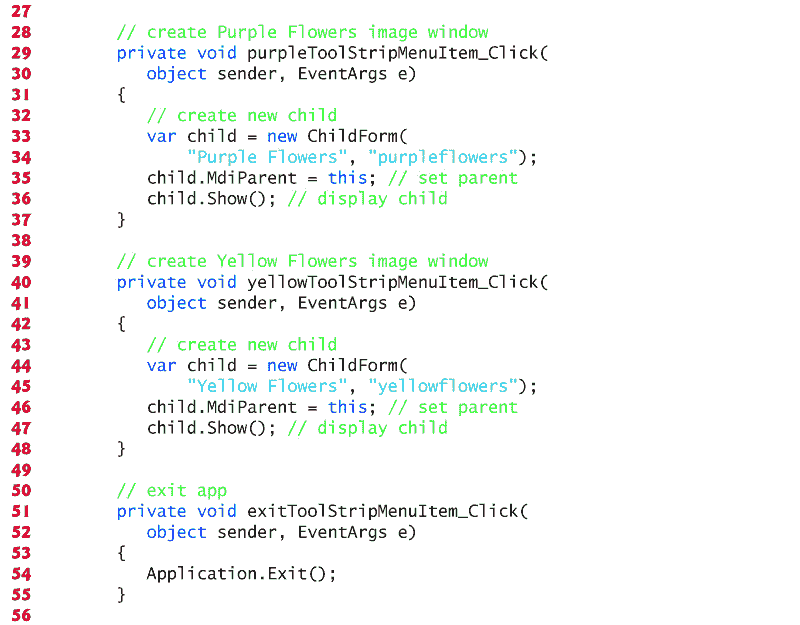 27
28 // create Purple Flowers image window
29 private void purpleToolStripMenuItem_Click(
30 object sender, EventArgs e)
31 {
32 // create new child
33 var child = new ChildForm(
34 "Purple Flowers", "purpleflowers");
35 child.MdiParent = this; // set parent
36 child.Show(); // display child
37 }
38
39 // create Yellow Flowers image window
40 private void yellowToolStripMenuItem_Click(
41 object sender, EventArgs e)
42 {
43 // create new child
44 var child = new ChildForm(
45 "Yellow Flowers", "yellowflowers");
46 child.MdiParent = this; // set parent
47 child.Show(); // display child
48 }
49
50 // exit app
51 private void exitToolStripMenuItem_Click(
52 object sender, EventArgs e)
53 {
54 Application.Exit();
55 }
56